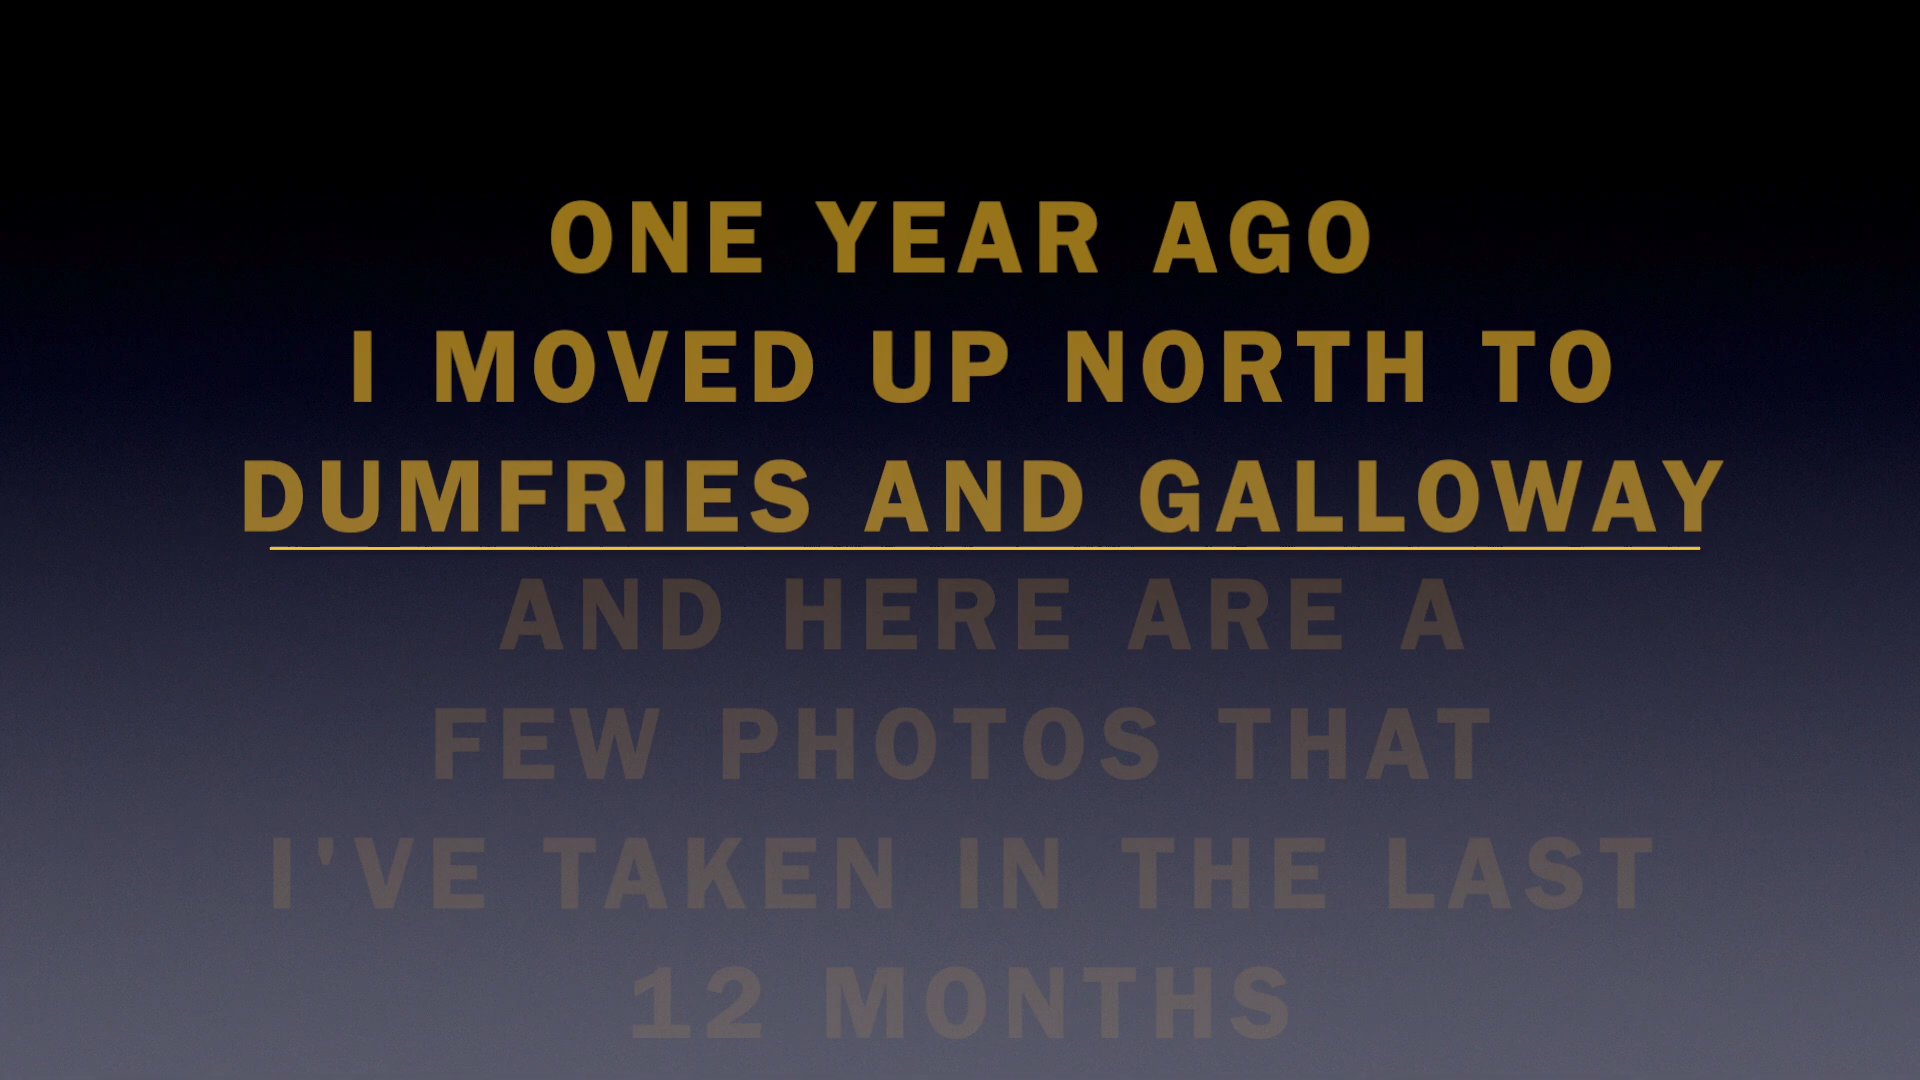 ONE YEAR AGO
I MOVED UP NORTH TO
DUMFRIES AND GALLOWAY
AND HERE ARE A
FEW PHOTOS THAT
I'VE TAKEN IN THE LAST
12 MONTHS